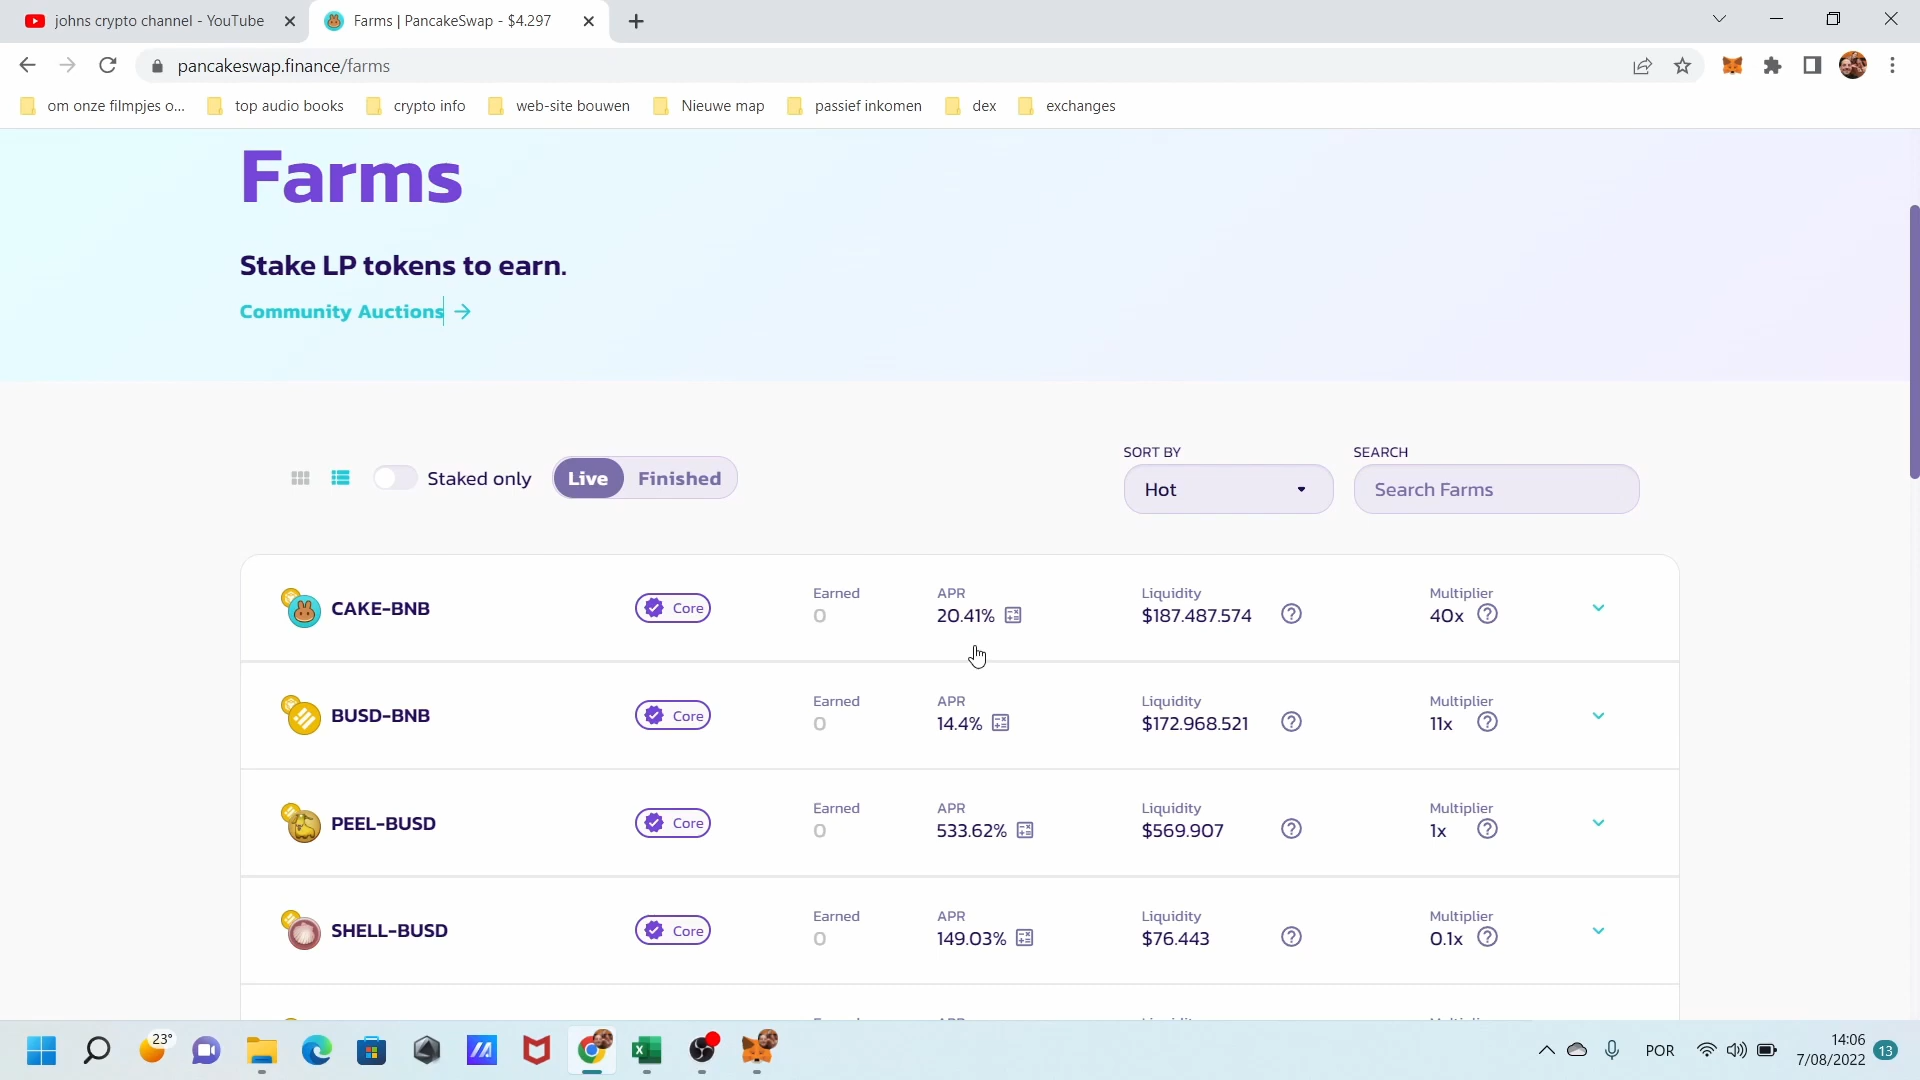 johns crypto channel - YouTube
Farms | PancakeSwap - $4.297
pancakeswap.finance/farms
om onze filmpjes o...
top audio books
crypto info
web-site bouwen
Nieuwe map
passief inkomen
dex
exchanges
Farms
Stake LP tokens to earn.
Community Auctions
Staked only
Live
Finished
SORT BY
Hot
SEARCH
Search Farms
CAKE-BNB
Core
Earned
0
APR
20.41%
Liquidity
$187.487.574
Multiplier
40x
BUSD-BNB
Core
Earned
0
APR
14.4%
Liquidity
$172.968.521
Multiplier
11x
PEEL-BUSD
Core
Earned
0
APR
533.62%
Liquidity
$569.907
Multiplier
1x
SHELL-BUSD
Core
Earned
0
APR
149.03%
Liquidity
$76.443
Multiplier
0.1x
23°
POR
14:06
7/08/2022
13